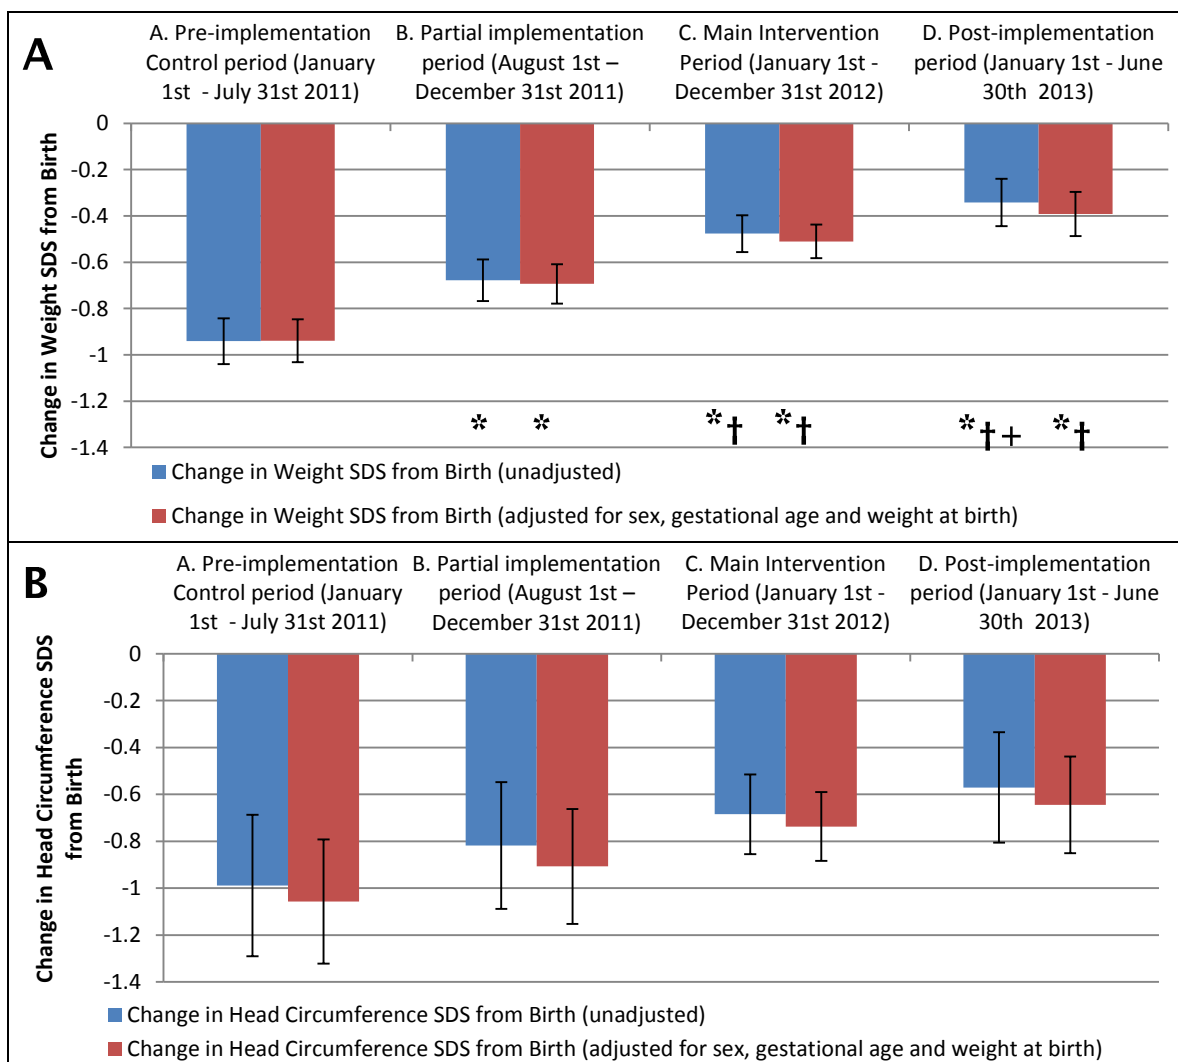 A
A. Pre-implementation
Control period (January
1st  - July 31st 2011)
B. Partial implementation
period (August 1st –
December 31st 2011)
C. Main Intervention
Period (January 1st -
December 31st 2012)
D. Post-implementation
period (January 1st - June
30th  2013)
Change in Weight SDS from Birth
0
-0.2
-0.4
-0.6
-0.8
-1
-1.2
-1.4
* * *† *† *†+ *†
Change in Weight SDS from Birth (unadjusted)
Change in Weight SDS from Birth (adjusted for sex, gestational age and weight at birth)
B
A. Pre-implementation
Control period (January
1st  - July 31st 2011)
B. Partial implementation
period (August 1st –
December 31st 2011)
C. Main Intervention
Period (January 1st -
December 31st 2012)
D. Post-implementation
period (January 1st - June
30th  2013)
Change in Head Circumference SDS
from Birth
0
-0.2
-0.4
-0.6
-0.8
-1
-1.2
-1.4
Change in Head Circumference SDS from Birth (unadjusted)
Change in Head Circumference SDS from Birth (adjusted for sex, gestational age and weight at birth)